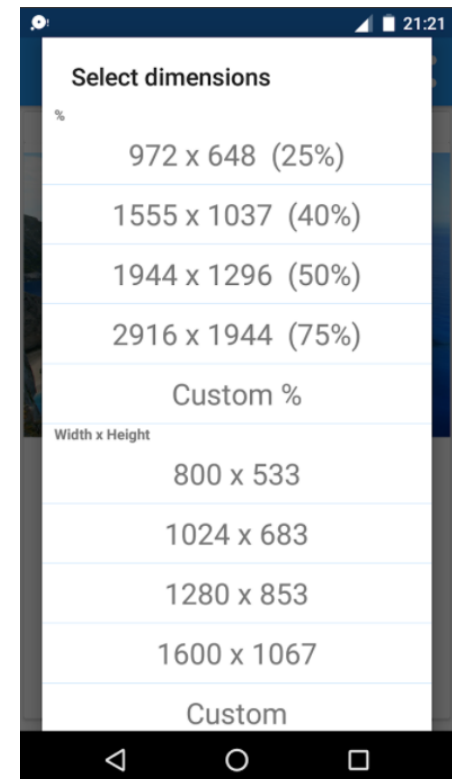 21:21
Select dimensions
%
972 x 648 (25%)
1555 x 1037 (40%)
1944 x 1296 (50%)
2916 x 1944 (75%)
Custom %
Width x Height
800 x 533
1024 x 683
1280 x 853
1600 x 1067
Custom